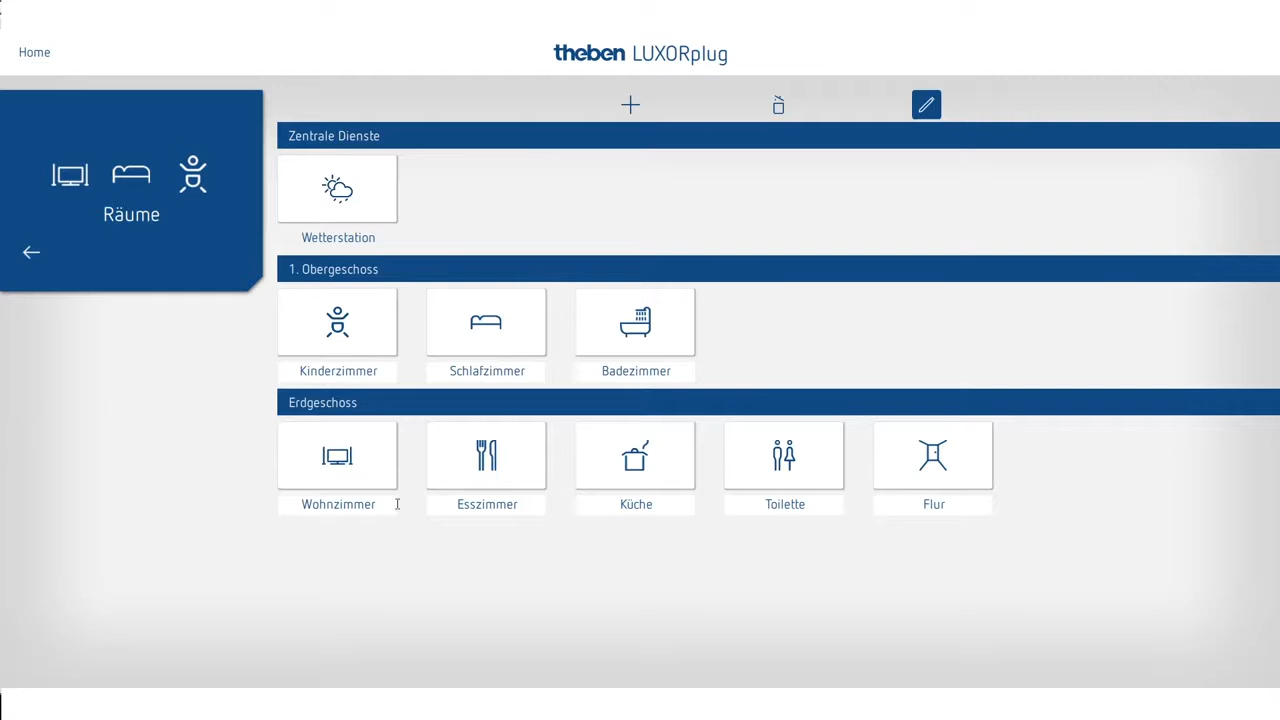 Home
theben LUXORplug
Räume
Zentrale Dienste
Wetterstation
1. Obergeschoss
Kinderzimmer
Schlafzimmer
Badezimmer
Erdgeschoss
Wohnzimmer
Esszimmer
Küche
Toilette
Flur